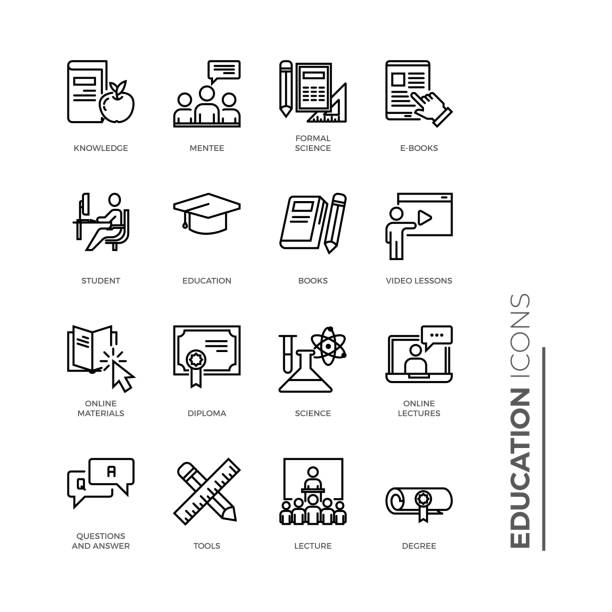 KNOWLEDGE
MENTEE
FORMAL
SCIENCE
E-BOOKS
STUDENT
EDUCATION
BOOKS
VIDEO LESSONS
ONLINE
MATERIALS
DIPLOMA
SCIENCE
ONLINE
LECTURES
Q
A
QUESTIONS
AND ANSWER
TOOLS
LECTURE
DEGREE
EDUCATION ICONS